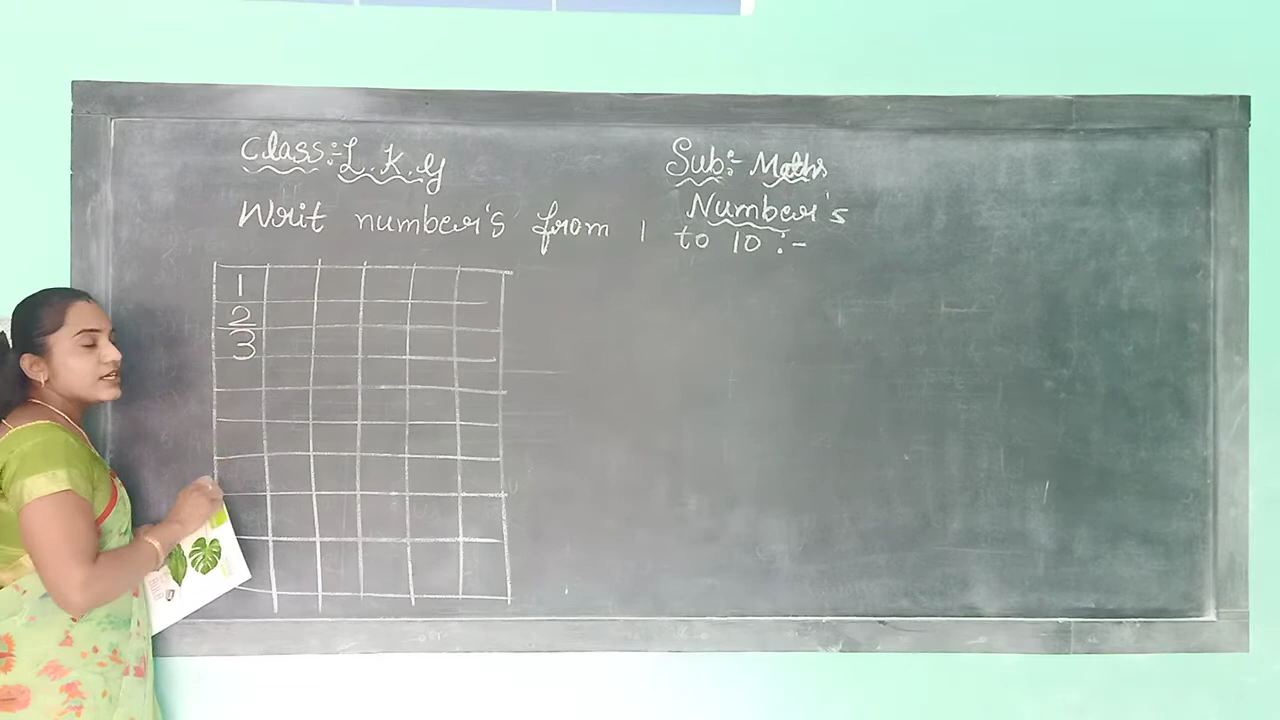 Class:- L.K.G
Sub:- Maths
Number's
Writ number's from 1 to 10 :-
1
2
3